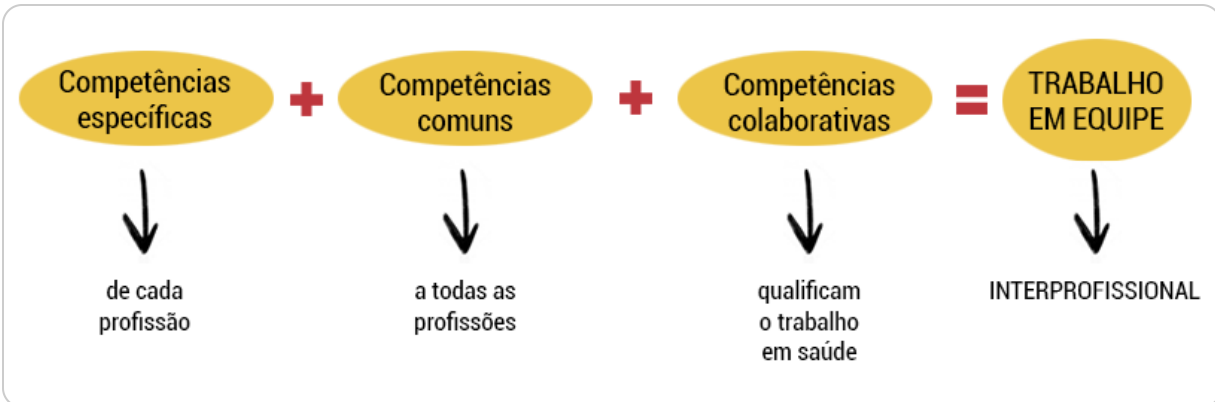 Competências
específicas
+
Competências
comuns
+
Competências
colaborativas
=
TRABALHO
EM EQUIPE
de cada
profissão
a todas as
profissões
qualificam
o trabalho
em saúde
INTERPROFISSIONAL